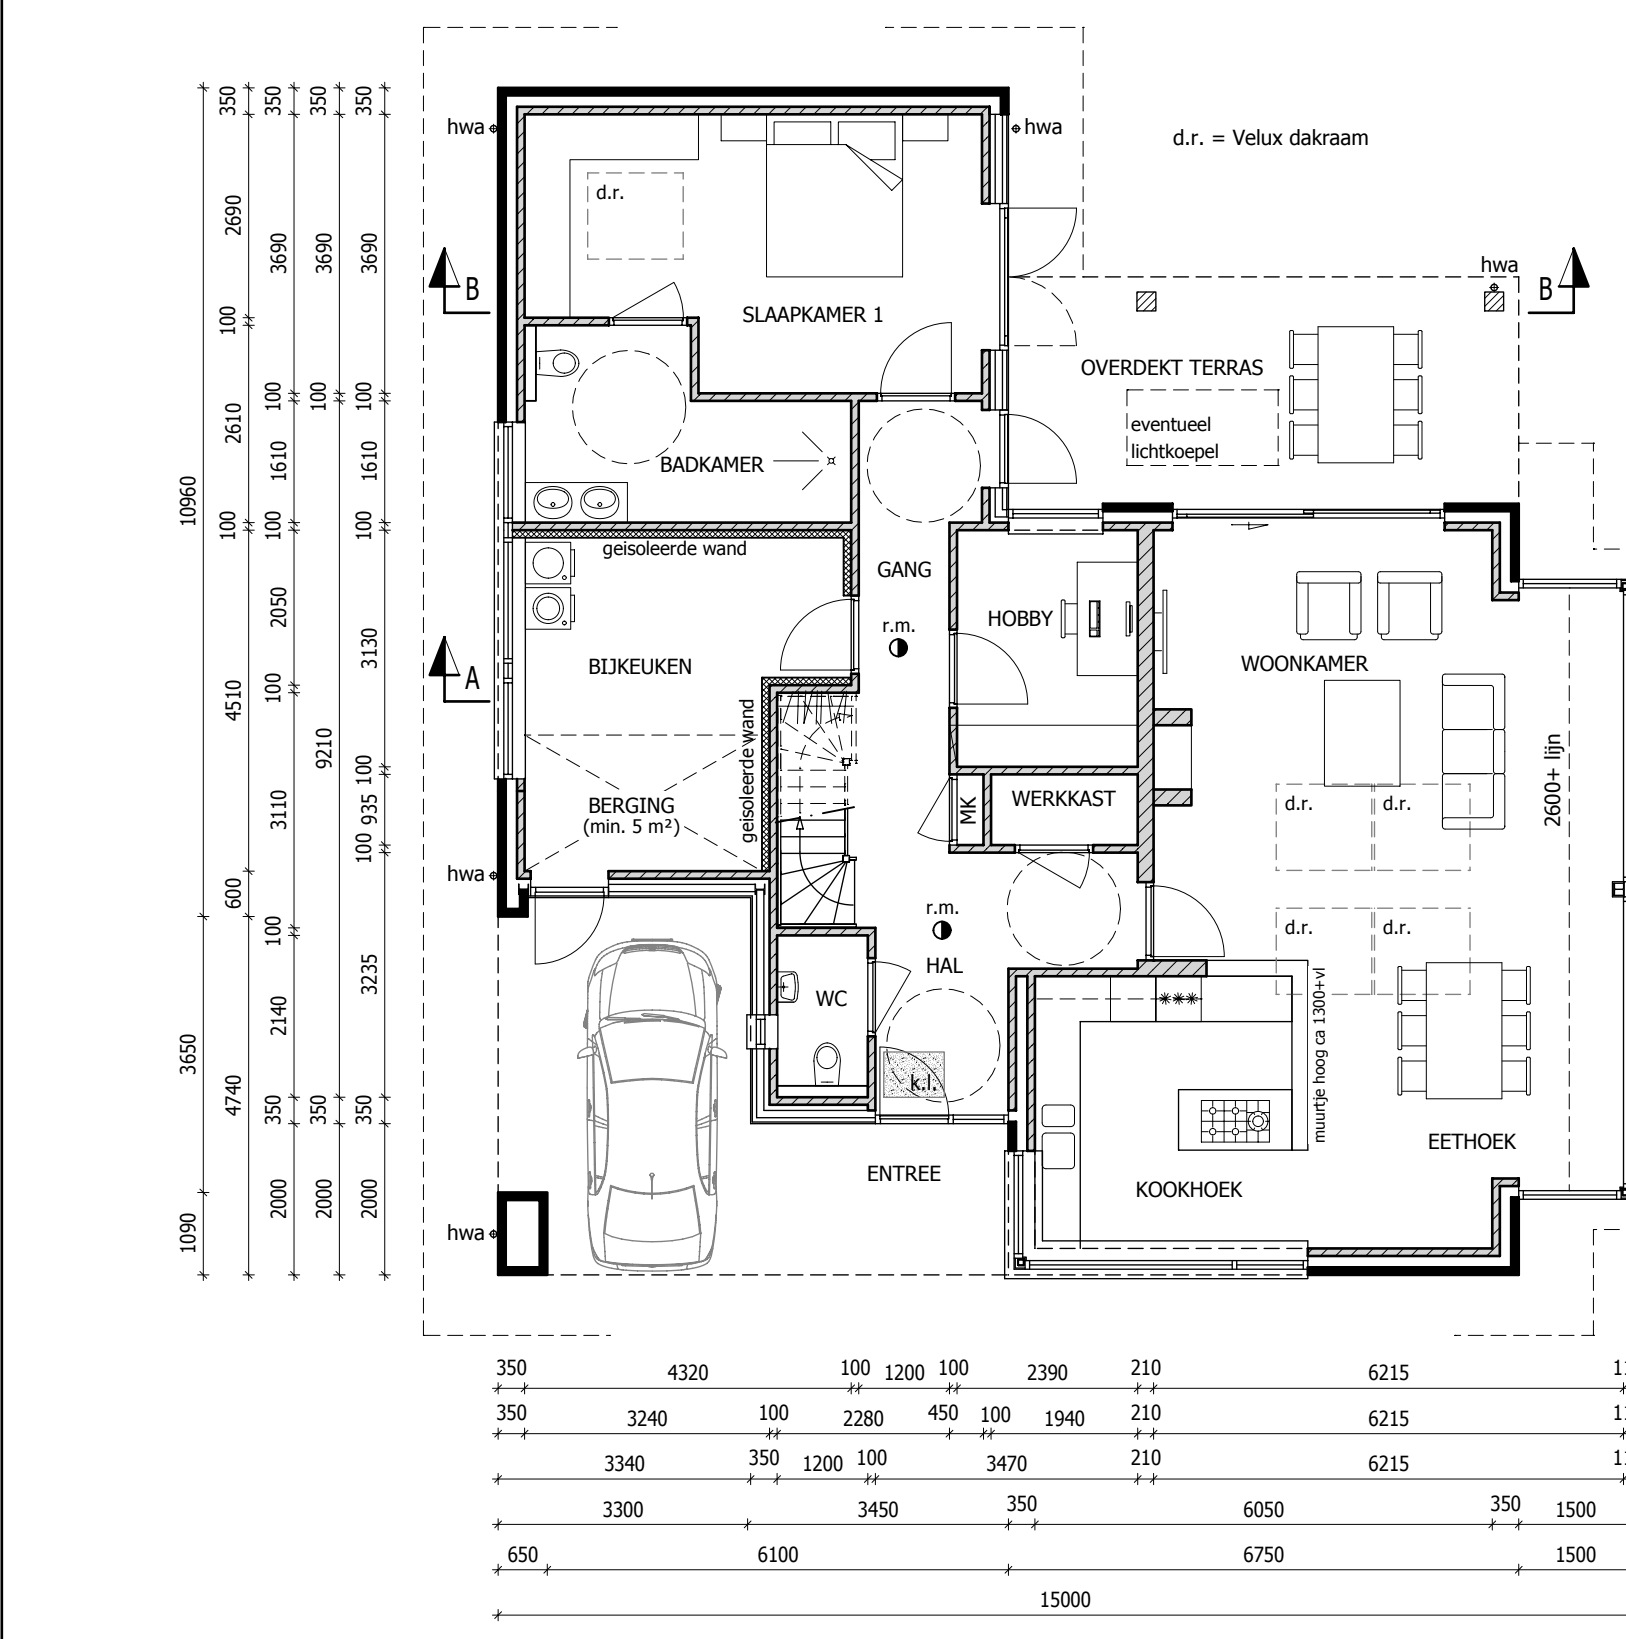 hwa
hwa
d.r. = Velux dakraam
d.r.
B
SLAAPKAMER 1
hwa
B
OVERDEKT TERRAS
eventueel
lichtkoepel
BADKAMER
geisoleerde wand
GANG
r.m.
HOBBY
WOONKAMER
BIJKEUKEN
A
geisoleerde wand
BERGING
(min. 5 m²)
MK
WERKKAST
d.r.
d.r.
2600+ lijn
hwa
r.m.
HAL
d.r.
d.r.
WC
k.l.
muurtje hoog ca 1300+vl
EETHOEK
ENTREE
KOOKHOEK
hwa
10960
3650
1090
350
2690
100
2610
100
4510
600
4740
350
3690
100
1610
100
2050
100
3110
100
2140
350
2000
350
3690
100
9210
350
2000
350
3690
100
1610
100
3130
100
935
100
3235
350
2000
350 4320 100 1200 100 2390 210 6215
350 3240 100 2280 450 100 1940 210 6215
3340 350 1200 100 3470 210 6215
3300 3450 350 6050 350 1500
650 6100 6750 1500
15000